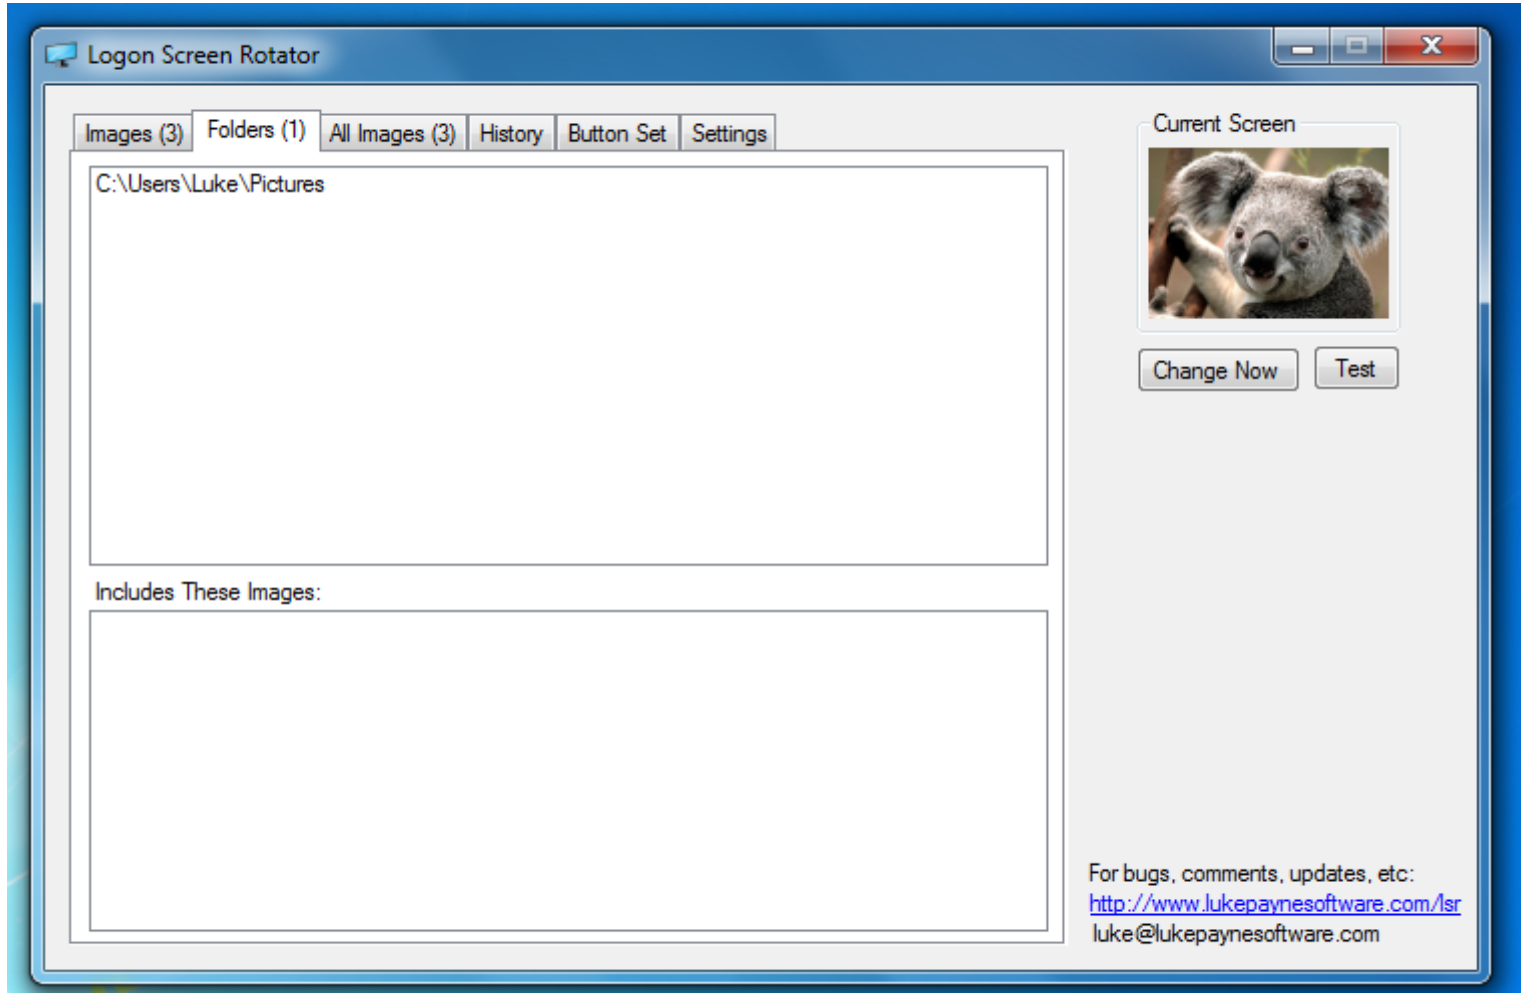 Logon Screen Rotator
Images (3) Folders (1) All Images (3) History Button Set Settings
C:\Users\Luke\Pictures
Includes These Images:
Current Screen
Change Now Test
For bugs, comments, updates, etc:
http://www.lukepaynesoftware.com/lsr
luke@lukepaynesoftware.com